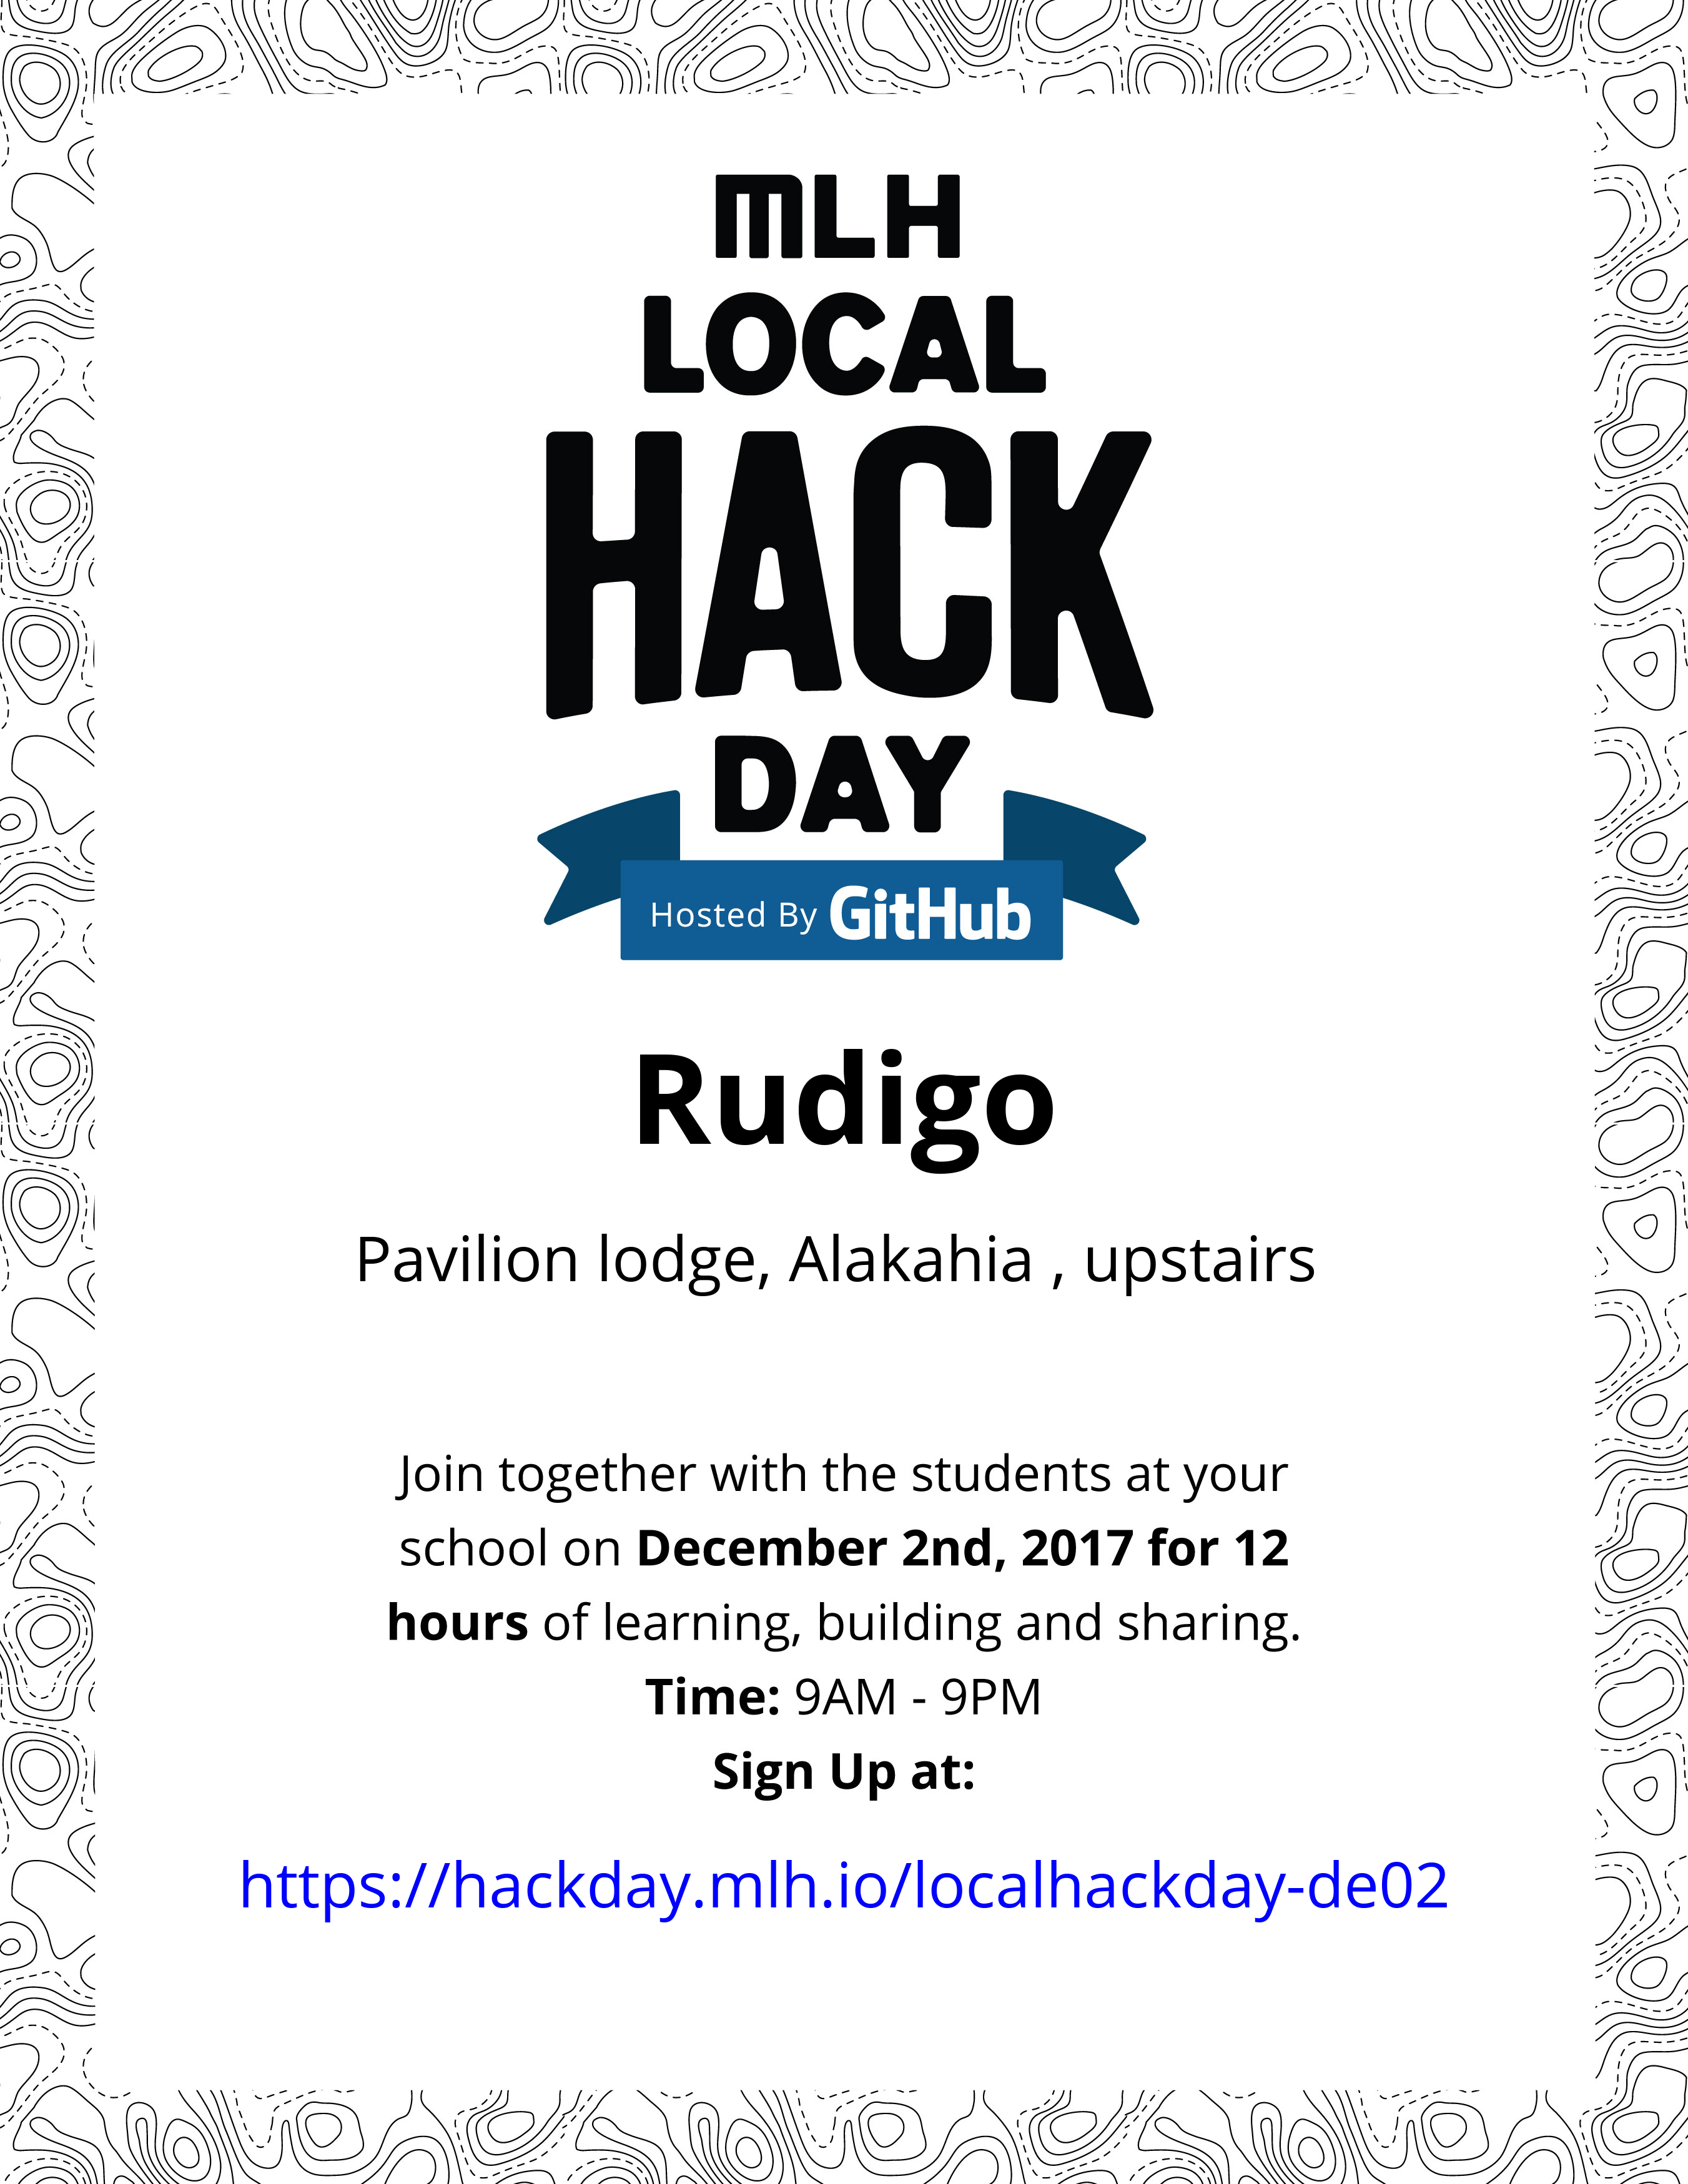 MLH
LOCAL
HACK
DAY
Hosted By GitHub
Rudigo
Pavilion lodge, Alakahia , upstairs
Join together with the students at your
school on December 2nd, 2017 for 12
hours of learning, building and sharing.
Time: 9AM - 9PM
Sign Up at:
https://hackday.mlh.io/localhackday-de02